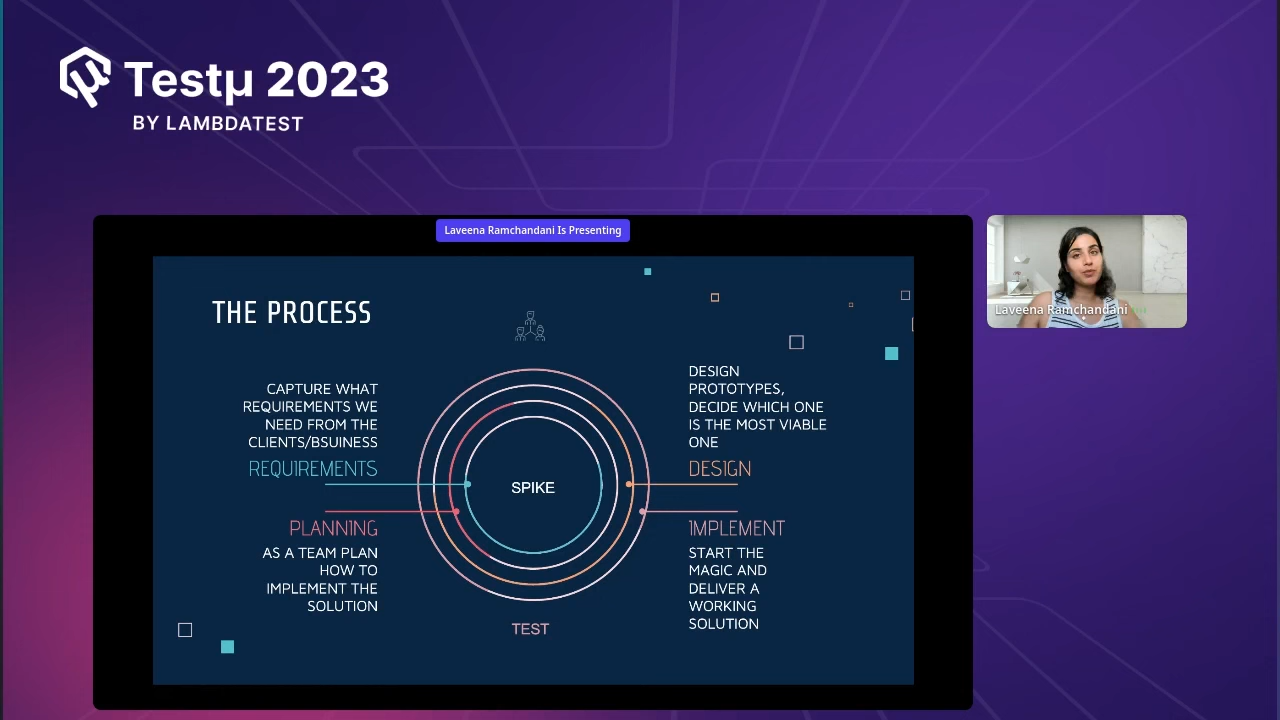 Testμ 2023
BY LAMBDATEST
Laveena Ramchandani Is Presenting
THE PROCESS
CAPTURE WHAT
REQUIREMENTS WE
NEED FROM THE
CLIENTS/BSUINESS
REQUIREMENTS
PLANNING
AS A TEAM PLAN
HOW TO
IMPLEMENT THE
SOLUTION
SPIKE
TEST
DESIGN
PROTOTYPES,
DECIDE WHICH ONE
IS THE MOST VIABLE
ONE
DESIGN
IMPLEMENT
START THE
MAGIC AND
DELIVER A
WORKING
SOLUTION
Laveena Ramchandani